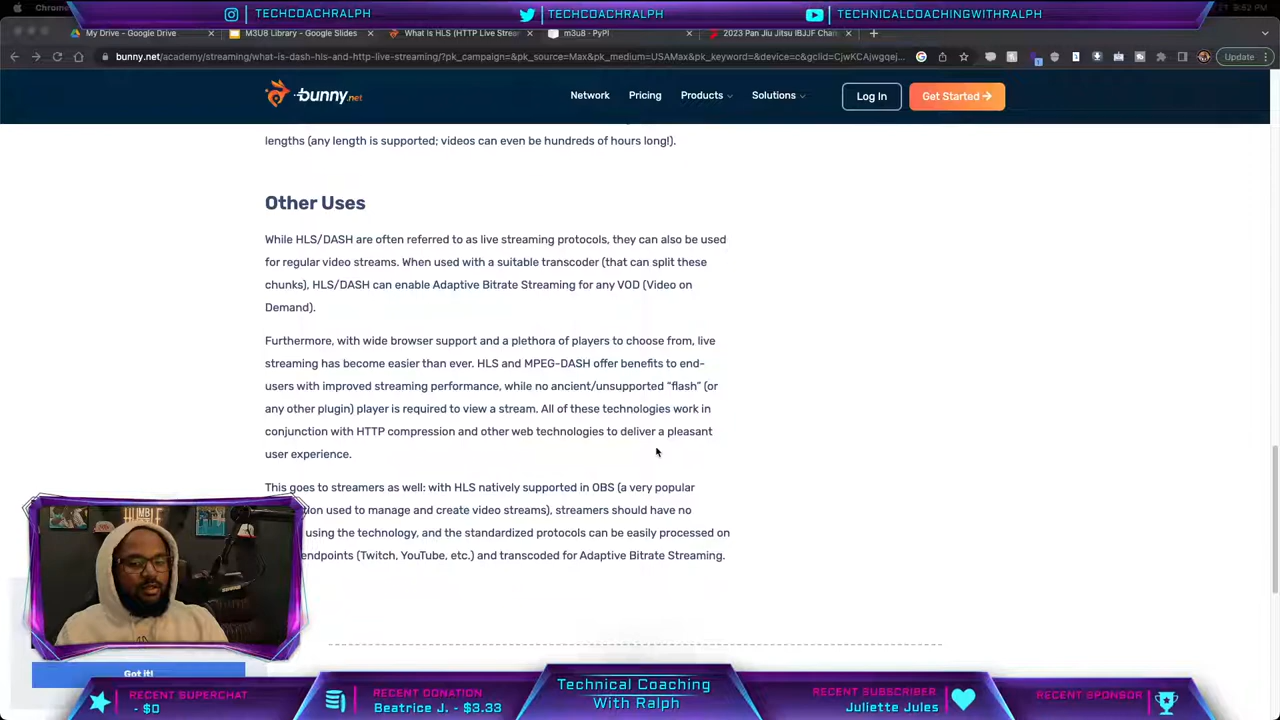 Chrome
21 9:52 PM
TECHCOACHRALPH
TECHCOACHRALPH
TECHNICALCOACHINGWITHRALPH
My Drive - Google Drive
M3U8 Library - Google Slides
What Is HLS (HTTP Live Strea
m3u8 · PyPI
2023 Pan Jiu Jitsu IBJJF Chan
bunny.net/academy/streaming/what-is-dash-hls-and-http-live-streaming/?pk_campaign=&pk_source=Max&pk_medium=USAMax&pk_keyword=&device=c&gclid=CjwKCAjwgqej...
Update
bunny.net
Network
Pricing
Products
Solutions
Log In
Get Started
lengths (any length is supported; videos can even be hundreds of hours long!).
Other Uses
While HLS/DASH are often referred to as live streaming protocols, they can also be used
for regular video streams. When used with a suitable transcoder (that can split these
chunks), HLS/DASH can enable Adaptive Bitrate Streaming for any VOD (Video on
Demand).
Furthermore, with wide browser support and a plethora of players to choose from, live
streaming has become easier than ever. HLS and MPEG-DASH offer benefits to end-
users with improved streaming performance, while no ancient/unsupported “flash” (or
any other plugin) player is required to view a stream. All of these technologies work in
conjunction with HTTP compression and other web technologies to deliver a pleasant
user experience.
This goes to streamers as well: with HLS natively supported in OBS (a very popular
used to manage and create video streams), streamers should have no
using the technology, and the standardized protocols can be easily processed on
endpoints (Twitch, YouTube, etc.) and transcoded for Adaptive Bitrate Streaming.
Got it!
RECENT SUPERCHAT
- $0
RECENT DONATION
Beatrice J. - $3.33
Technical Coaching
With Ralph
RECENT SUBSCRIBER
Juliette Jules
RECENT SPONSOR